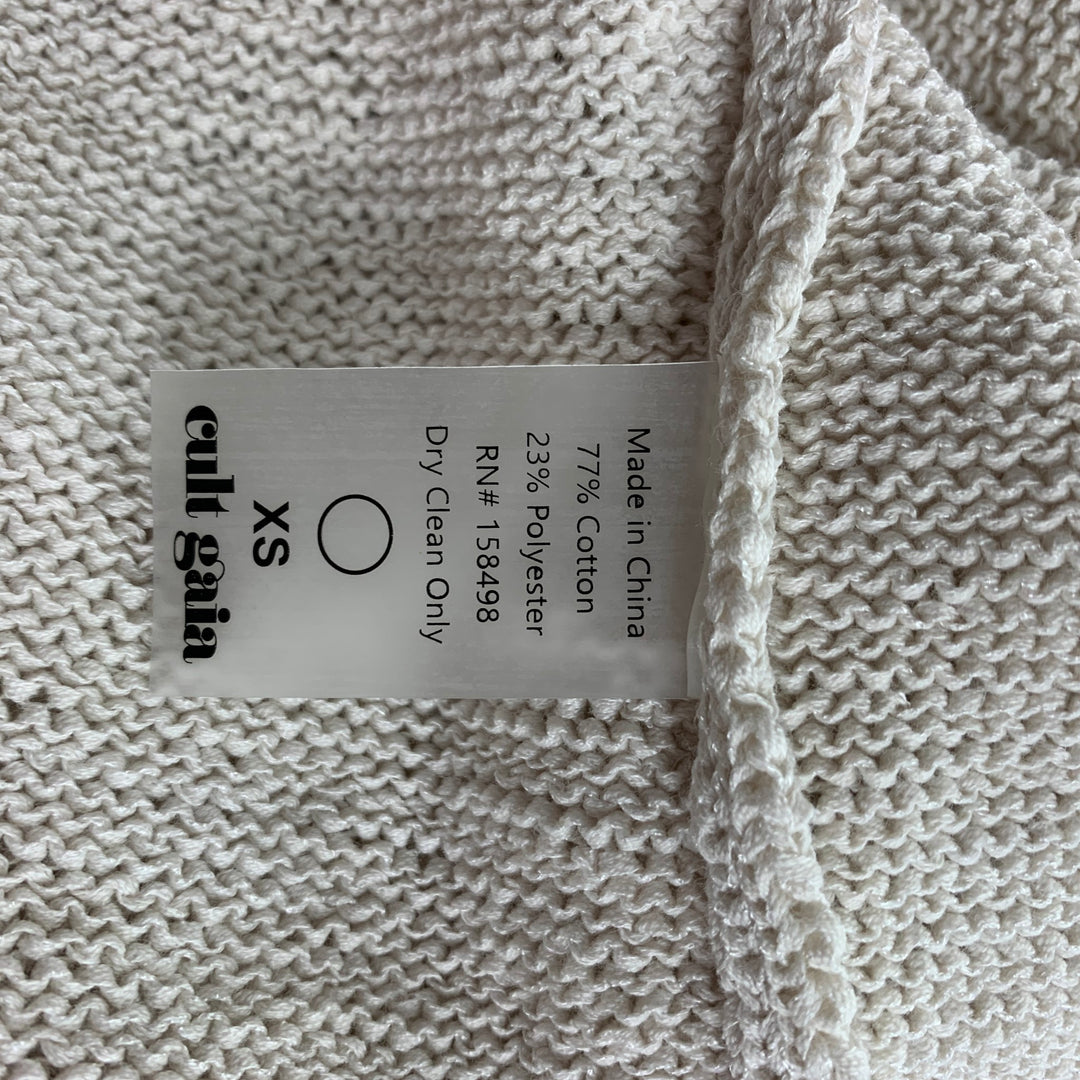 Made in China
77% Cotton
23% Polyester
RN# 158498
Dry Clean Only
XS
cult gaia